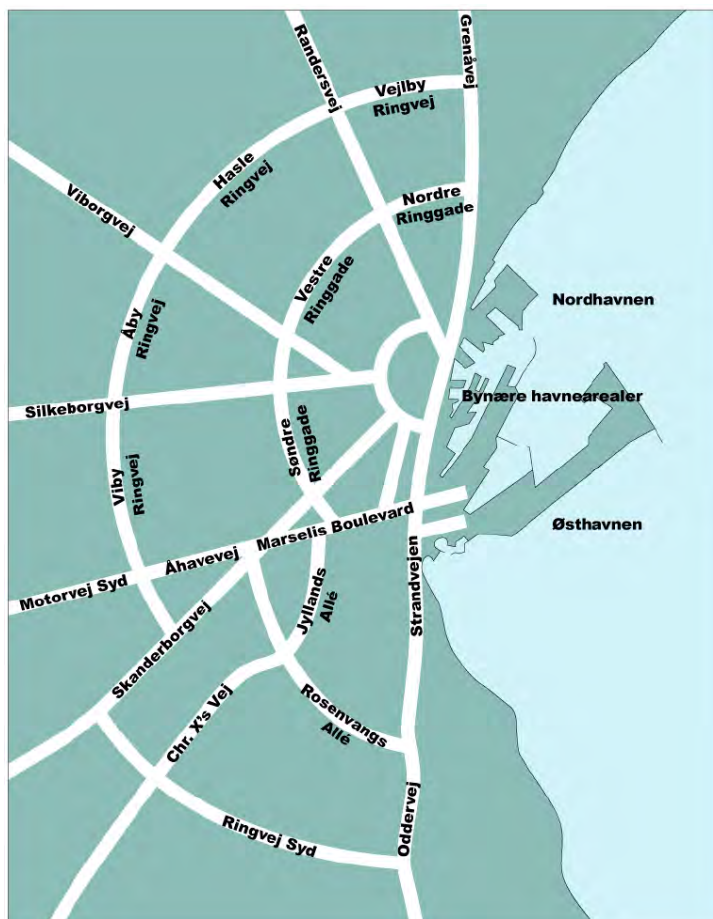 Grenåvej
Randersvej
Vejlby
Ringvej
Hasle
Ringvej
Nordre
Ringgade
Viborgvej
Vestre
Ringgade
Nordhavnen
Åby
Ringvej
Bynære havnearealer
Silkeborgvej
Søndre
Ringgade
Viby
Ringvej
Østhavnen
Marselis Boulevard
Åhavevej
Motorvej Syd
Jyllands
Allé
Strandvejen
Skanderborgvej
Chr. X's Vej
Rosenvangs
Allé
Ringvej Syd
Oddervej